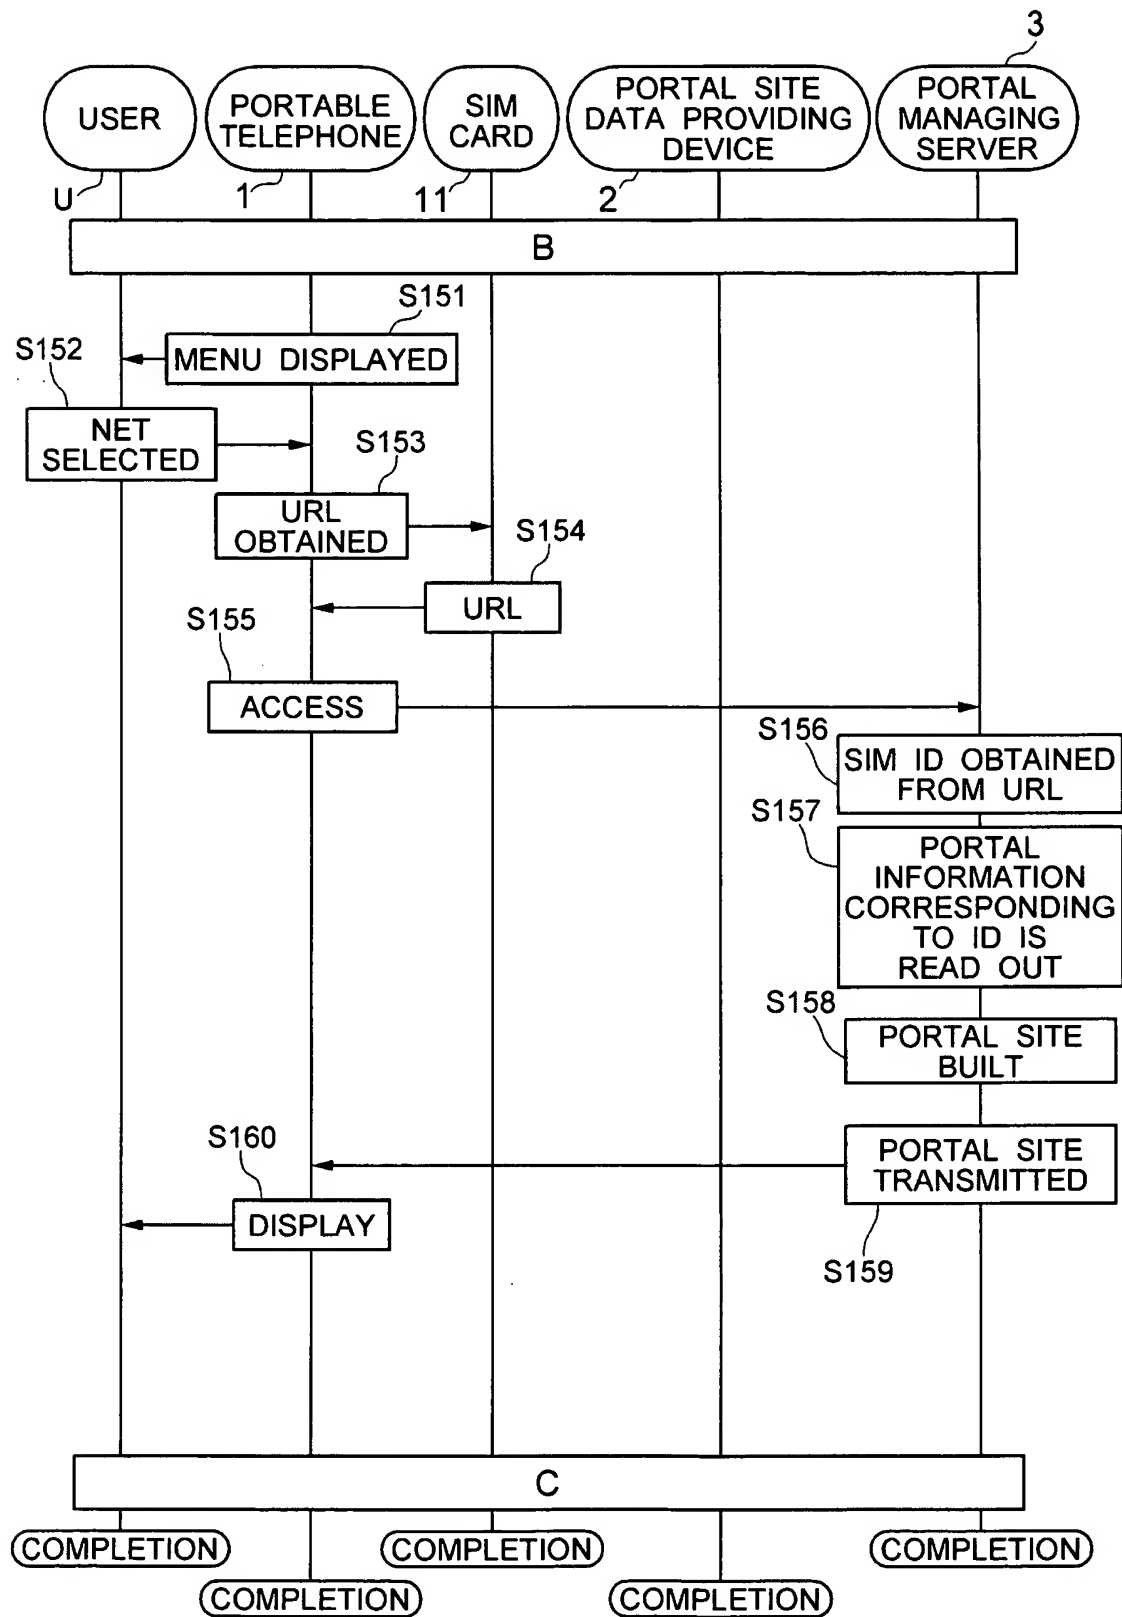 3
USER
PORTABLE
TELEPHONE
SIM
CARD
PORTAL SITE
DATA PROVIDING
DEVICE
PORTAL
MANAGING
SERVER
U
1
11
2
B
S151
MENU DISPLAYED
S152
NET
SELECTED
S153
URL
OBTAINED
S154
URL
S155
ACCESS
S156
SIM ID OBTAINED
FROM URL
S157
PORTAL
INFORMATION
CORRESPONDING
TO ID IS
READ OUT
S158
PORTAL SITE
BUILT
PORTAL SITE
TRANSMITTED
S159
S160
DISPLAY
C
COMPLETION
COMPLETION
COMPLETION
COMPLETION
COMPLETION